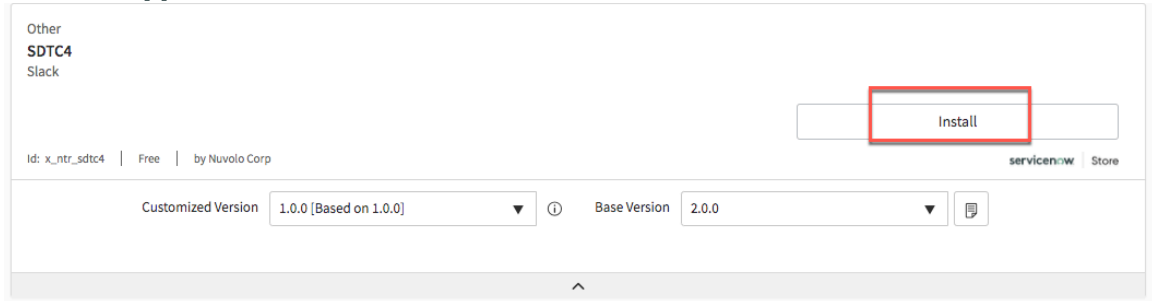 Other
SDTC4
Slack
Install
Id: x_ntr_sdtc4 | Free | by Nuvolo Corp
servicenow | Store
Customized Version 1.0.0 [Based on 1.0.0] Base Version 2.0.0